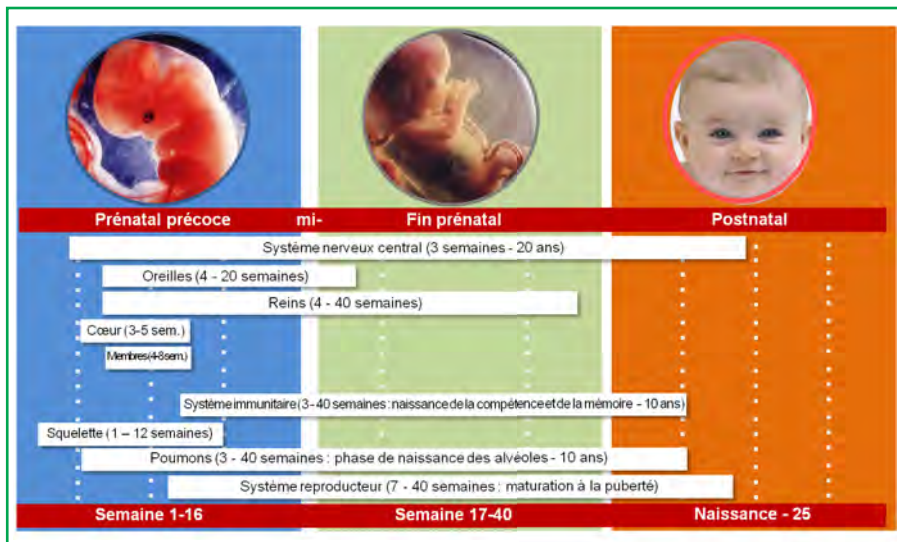 Prénatal précoce mi- Fin prénatal Postnatal
Système nerveux central (3 semaines - 20 ans)
Oreilles (4 - 20 semaines)
Reins (4 - 40 semaines)
Cœur (3-5 sem.)
Membres (4-8 sem.)
Système immunitaire (3 - 40 semaines : naissance de la compétence et de la mémoire - 10 ans)
Squelette (1 – 12 semaines)
Poumons (3 - 40 semaines : phase de naissance des alvéoles - 10 ans)
Système reproducteur (7 - 40 semaines : maturation à la puberté)
Semaine 1-16 Semaine 17-40 Naissance - 25